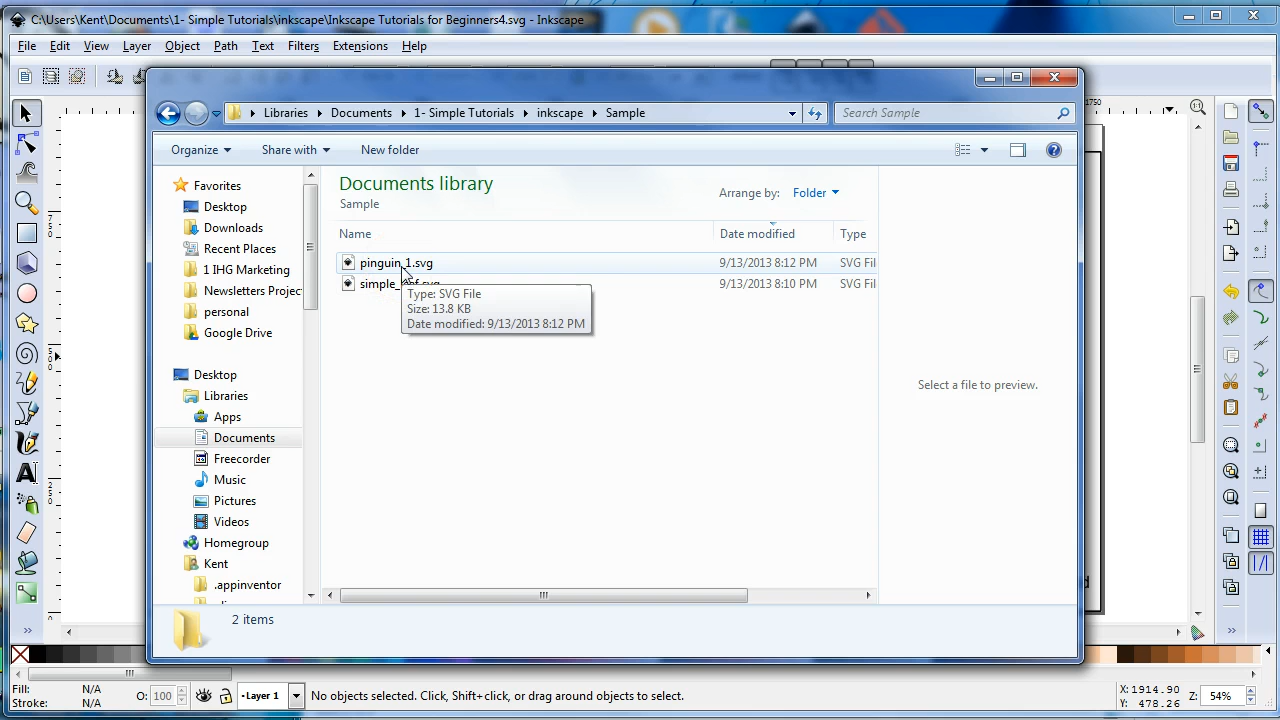 C:\Users\Kent\Documents\1- Simple Tutorials\inkscape\Inkscape Tutorials for Beginners4.svg - Inkscape
File Edit View Layer Object Path Text Filters Extensions Help
Libraries Documents 1- Simple Tutorials inkscape Sample
Search Sample
Organize Share with New folder
Documents library
Sample
Arrange by: Folder
Name Date modified Type
pinguin_1.svg 9/13/2013 8:12 PM SVG Fil
9/13/2013 8:10 PM SVG Fil
Type: SVG File
Size: 13.8 KB
Date modified: 9/13/2013 8:12 PM
Select a file to preview.
Favorites
Desktop
Downloads
Recent Places
1 IHG Marketing
Newsletters Projec
personal
Google Drive
Desktop
Libraries
Apps
Documents
Freecorder
Music
Pictures
Videos
Homegroup
Kent
.appinventor
2 items
1750
Fill: N/A
Stroke: N/A
O: 100
Layer 1
No objects selected. Click, Shift+click, or drag around objects to select.
X: 1914.90
Y: 478.26
Z: 54%